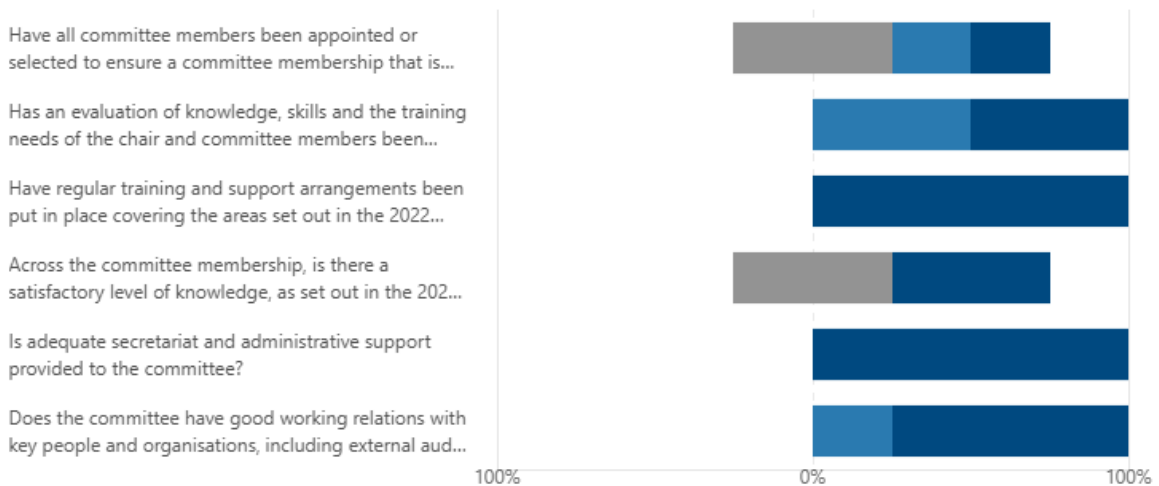 Have all committee members been appointed or
selected to ensure a committee membership that is...
Has an evaluation of knowledge, skills and the training
needs of the chair and committee members been...
Have regular training and support arrangements been
put in place covering the areas set out in the 2022...
Across the committee membership, is there a
satisfactory level of knowledge, as set out in the 202...
Is adequate secretariat and administrative support
provided to the committee?
Does the committee have good working relations with
key people and organisations, including external aud...
100% 0% 100%